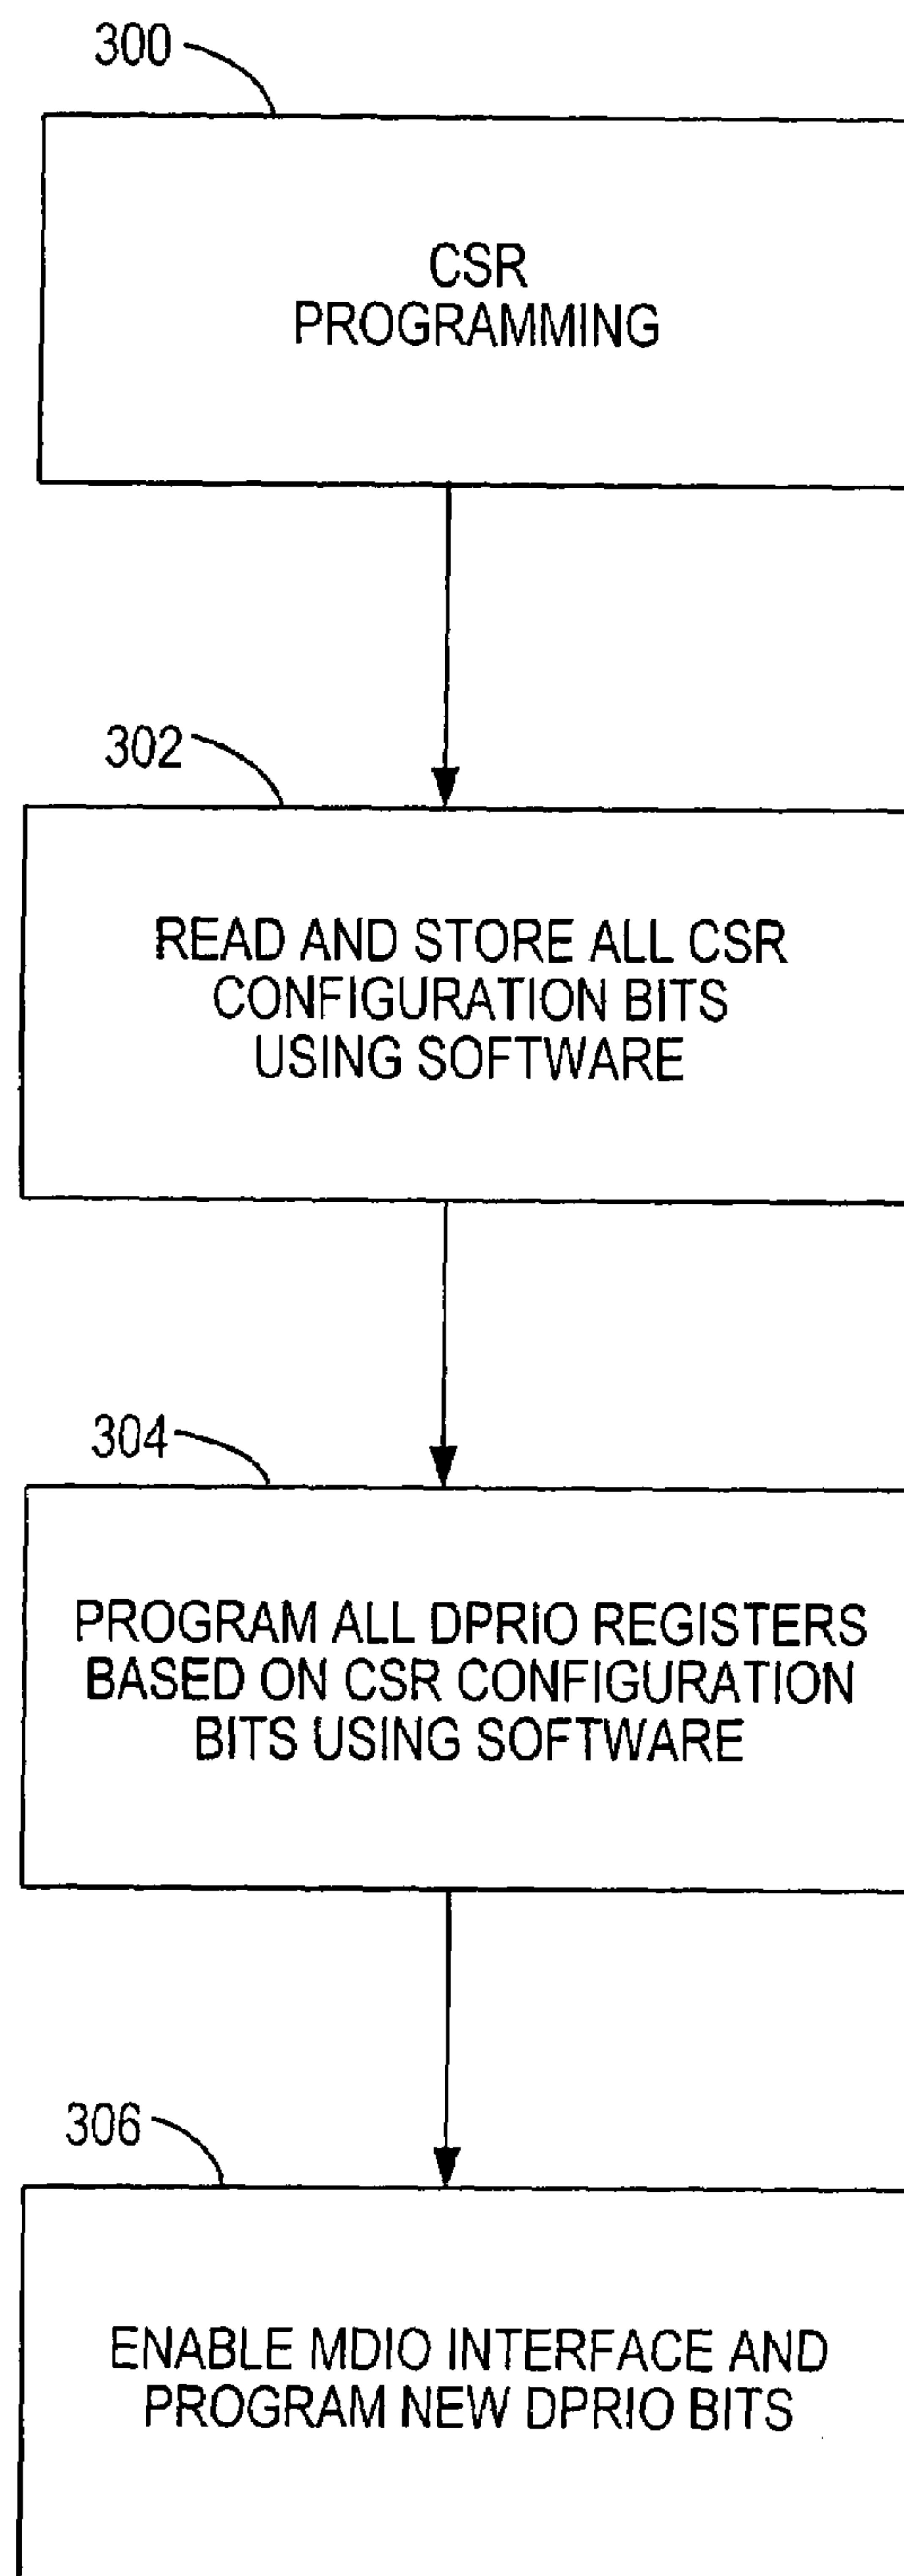 300
CSR
PROGRAMMING
302
READ AND STORE ALL CSR
CONFIGURATION BITS
USING SOFTWARE
304
PROGRAM ALL DPRIO REGISTERS
BASED ON CSR CONFIGURATION
BITS USING SOFTWARE
306
ENABLE MDIO INTERFACE AND
PROGRAM NEW DPRIO BITS